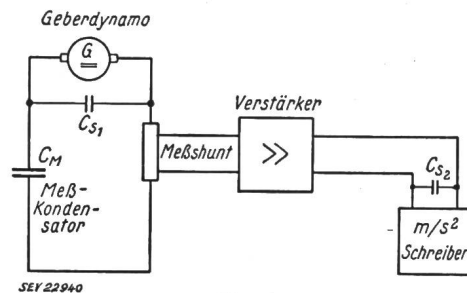 Geberdynamo
G
C_S1
Verstärker
C_M
Meßshunt
>>
C_S2
Meß-
Konden-
sator
m/s²
Schreiber
SEV 22940